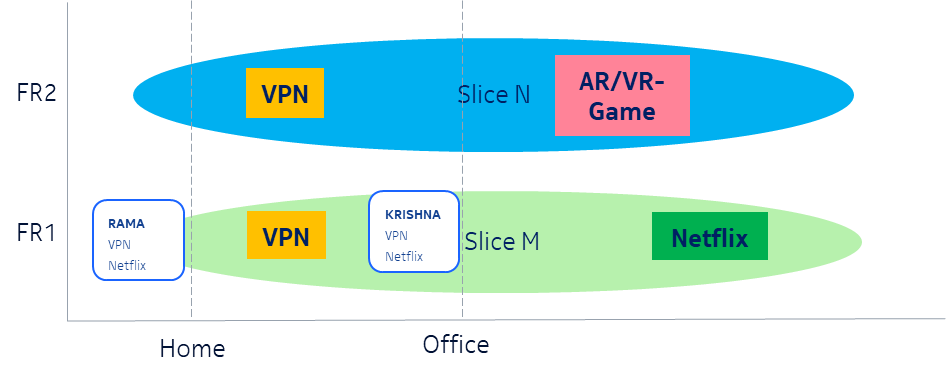 FR2
VPN
Slice N
AR/VR-
Game
FR1
RAMA
VPN
Netflix
VPN
KRISHNA
VPN
Netflix
Slice M
Netflix
Home
Office